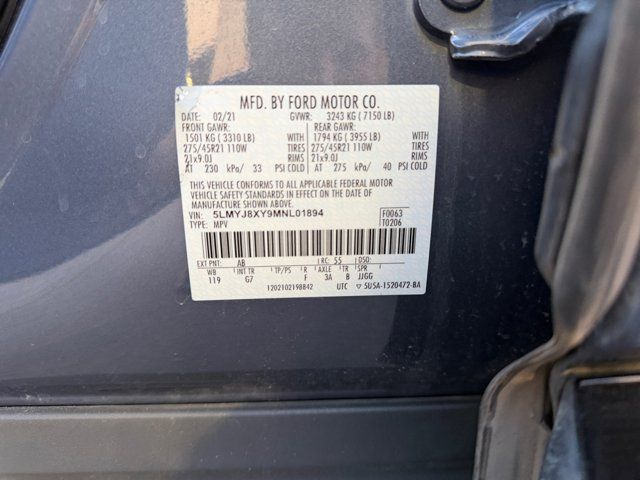 MFD. BY FORD MOTOR CO.
DATE: 02/21 GVWR: 3243 KG ( 7150 LB)
FRONT GAWR: REAR GAWR:
1501 KG ( 3310 LB) WITH 1794 KG ( 3955 LB) WITH
275/45R21 110W TIRES 275/45R21 110W TIRES
21x9.0J RIMS 21x9.0J RIMS
AT 230 kPa/ 33 PSI COLD AT 275 kPa/ 40 PSI COLD
THIS VEHICLE CONFORMS TO ALL APPLICABLE FEDERAL MOTOR
VEHICLE SAFETY STANDARDS IN EFFECT ON THE DATE OF
MANUFACTURE SHOWN ABOVE.
VIN: 5LMYJ8XY9MNL01894 F0063
TYPE: MPV T0206
EXT PNT: AB RC: 55 DSO:
WB INT TR TP/PS R AXLE TR SPR
119 G7 F 3A B JJGG
1202102198842 UTC ▽ 5U5A-1520472-BA